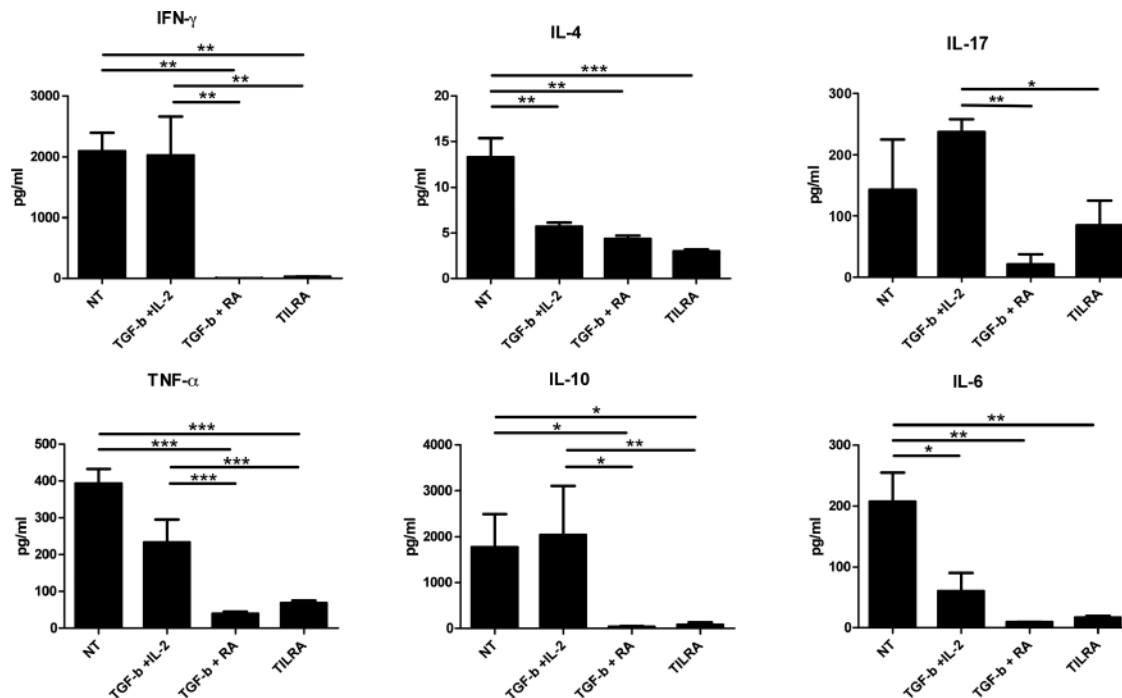 IFN-γ
**
**
**
**
3000
2000
1000
0
pg/ml
NT
TGF-b +IL-2
TGF-b + RA
TILRA
IL-4
***
**
**
20
15
10
5
0
pg/ml
NT
TGF-b +IL-2
TGF-b + RA
TILRA
IL-17
*
**
300
200
100
0
pg/ml
NT
TGF-b +IL-2
TGF-b + RA
TILRA
TNF-α
***
***
***
***
500
400
300
200
100
0
pg/ml
NT
TGF-b +IL-2
TGF-b + RA
TILRA
IL-10
*
*
**
*
4000
3000
2000
1000
0
pg/ml
NT
TGF-b +IL-2
TGF-b + RA
TILRA
IL-6
**
**
*
300
200
100
0
pg/ml
NT
TGF-b +IL-2
TGF-b + RA
TILRA